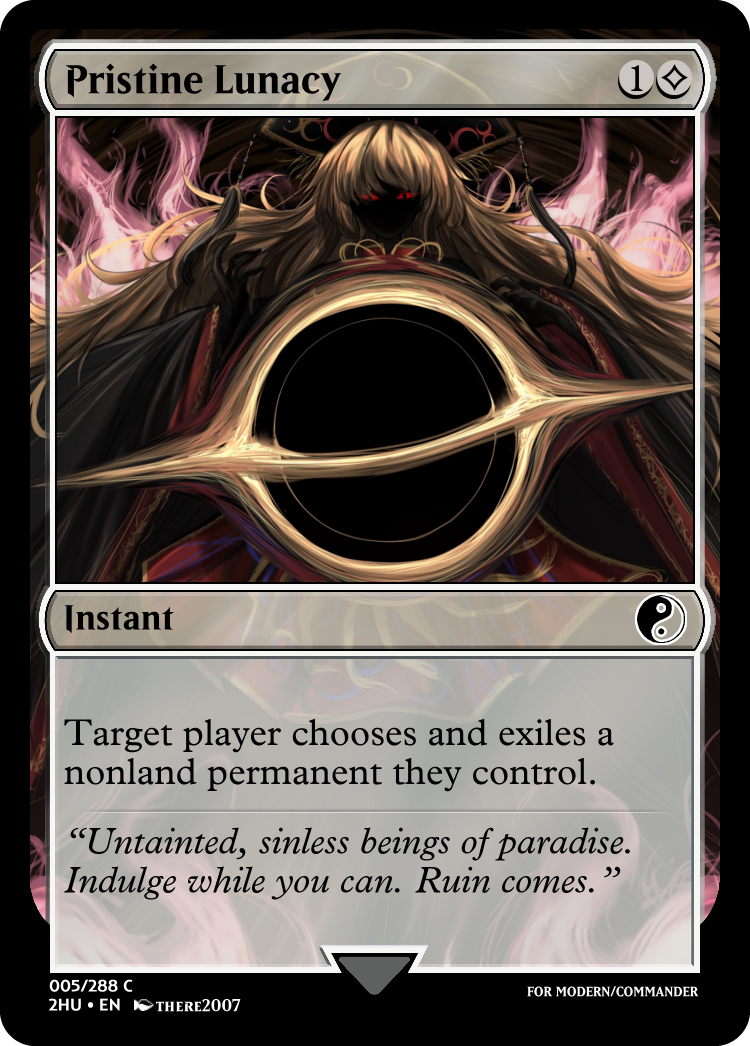 Pristine Lunacy 1
Instant
Target player chooses and exiles a
nonland permanent they control.
“Untainted, sinless beings of paradise.
Indulge while you can. Ruin comes.”
005/288 C
2HU • EN THERE2007
FOR MODERN/COMMANDER